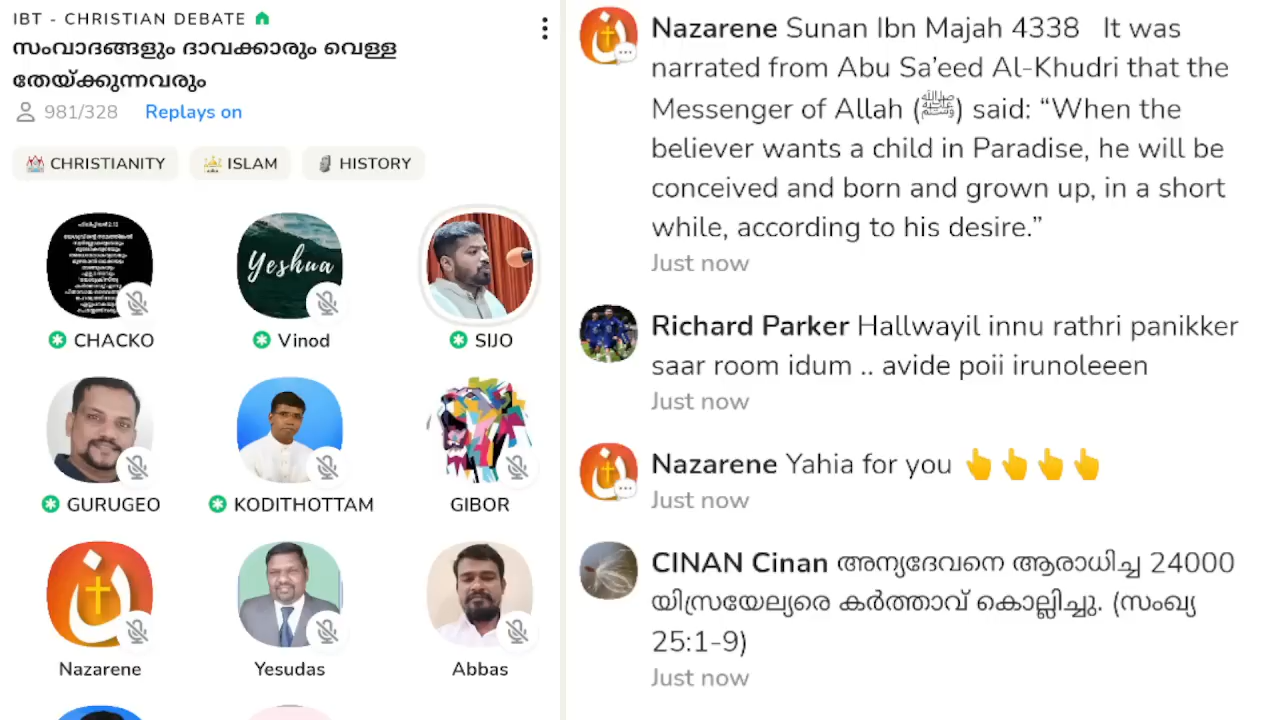 IBT - CHRISTIAN DEBATE
സംവാദങ്ങളും ദാവക്കാരും വെള്ള
തേയ്ക്കുന്നവരും
981/328 Replays on
CHRISTIANITY ISLAM HISTORY
Yeshua
CHACKO Vinod SIJO
GURUGEO KODITHOTTAM GIBOR
Nazarene Yesudas Abbas
Nazarene Sunan Ibn Majah 4338 It was
narrated from Abu Sa’eed Al-Khudri that the
Messenger of Allah (ﷺ) said: “When the
believer wants a child in Paradise, he will be
conceived and born and grown up, in a short
while, according to his desire.”
Just now
Richard Parker Hallwayil innu rathri panikker
saar room idum .. avide poii irunoleeen
Just now
Nazarene Yahia for you 👆👆👆👆
Just now
CINAN Cinan അന്യദേവനെ ആരാധിച്ച 24000
യിസ്രയേല്യരെ കർത്താവ് കൊല്ലിച്ചു. (സംഖ്യ
25:1-9)
Just now